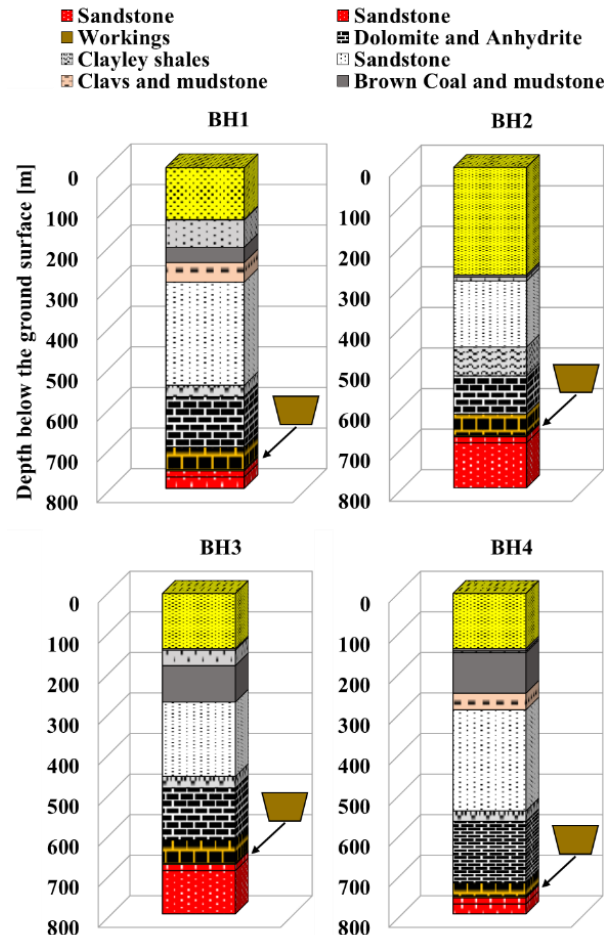 Sandstone Sandstone
Workings Dolomite and Anhydrite
Clayley shales Sandstone
Clavs and mudstone Brown Coal and mudstone
BH1 BH2
Depth below the ground surface [m]
0 0
100 100
200 200
300 300
400 400
500 500
600 600
700 700
800 800
BH3 BH4
0 0
100 100
200 200
300 300
400 400
500 500
600 600
700 700
800 800